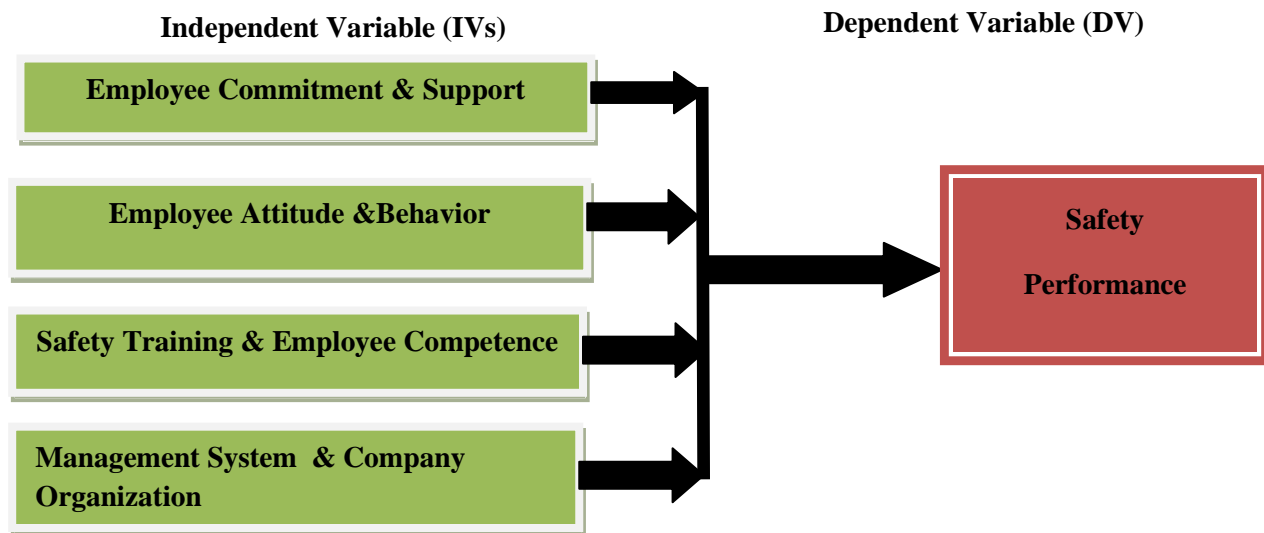 Independent Variable (IVs)
Dependent Variable (DV)
Employee Commitment & Support
Employee Attitude &Behavior
Safety Training & Employee Competence
Management System  & Company
Organization
Safety
Performance